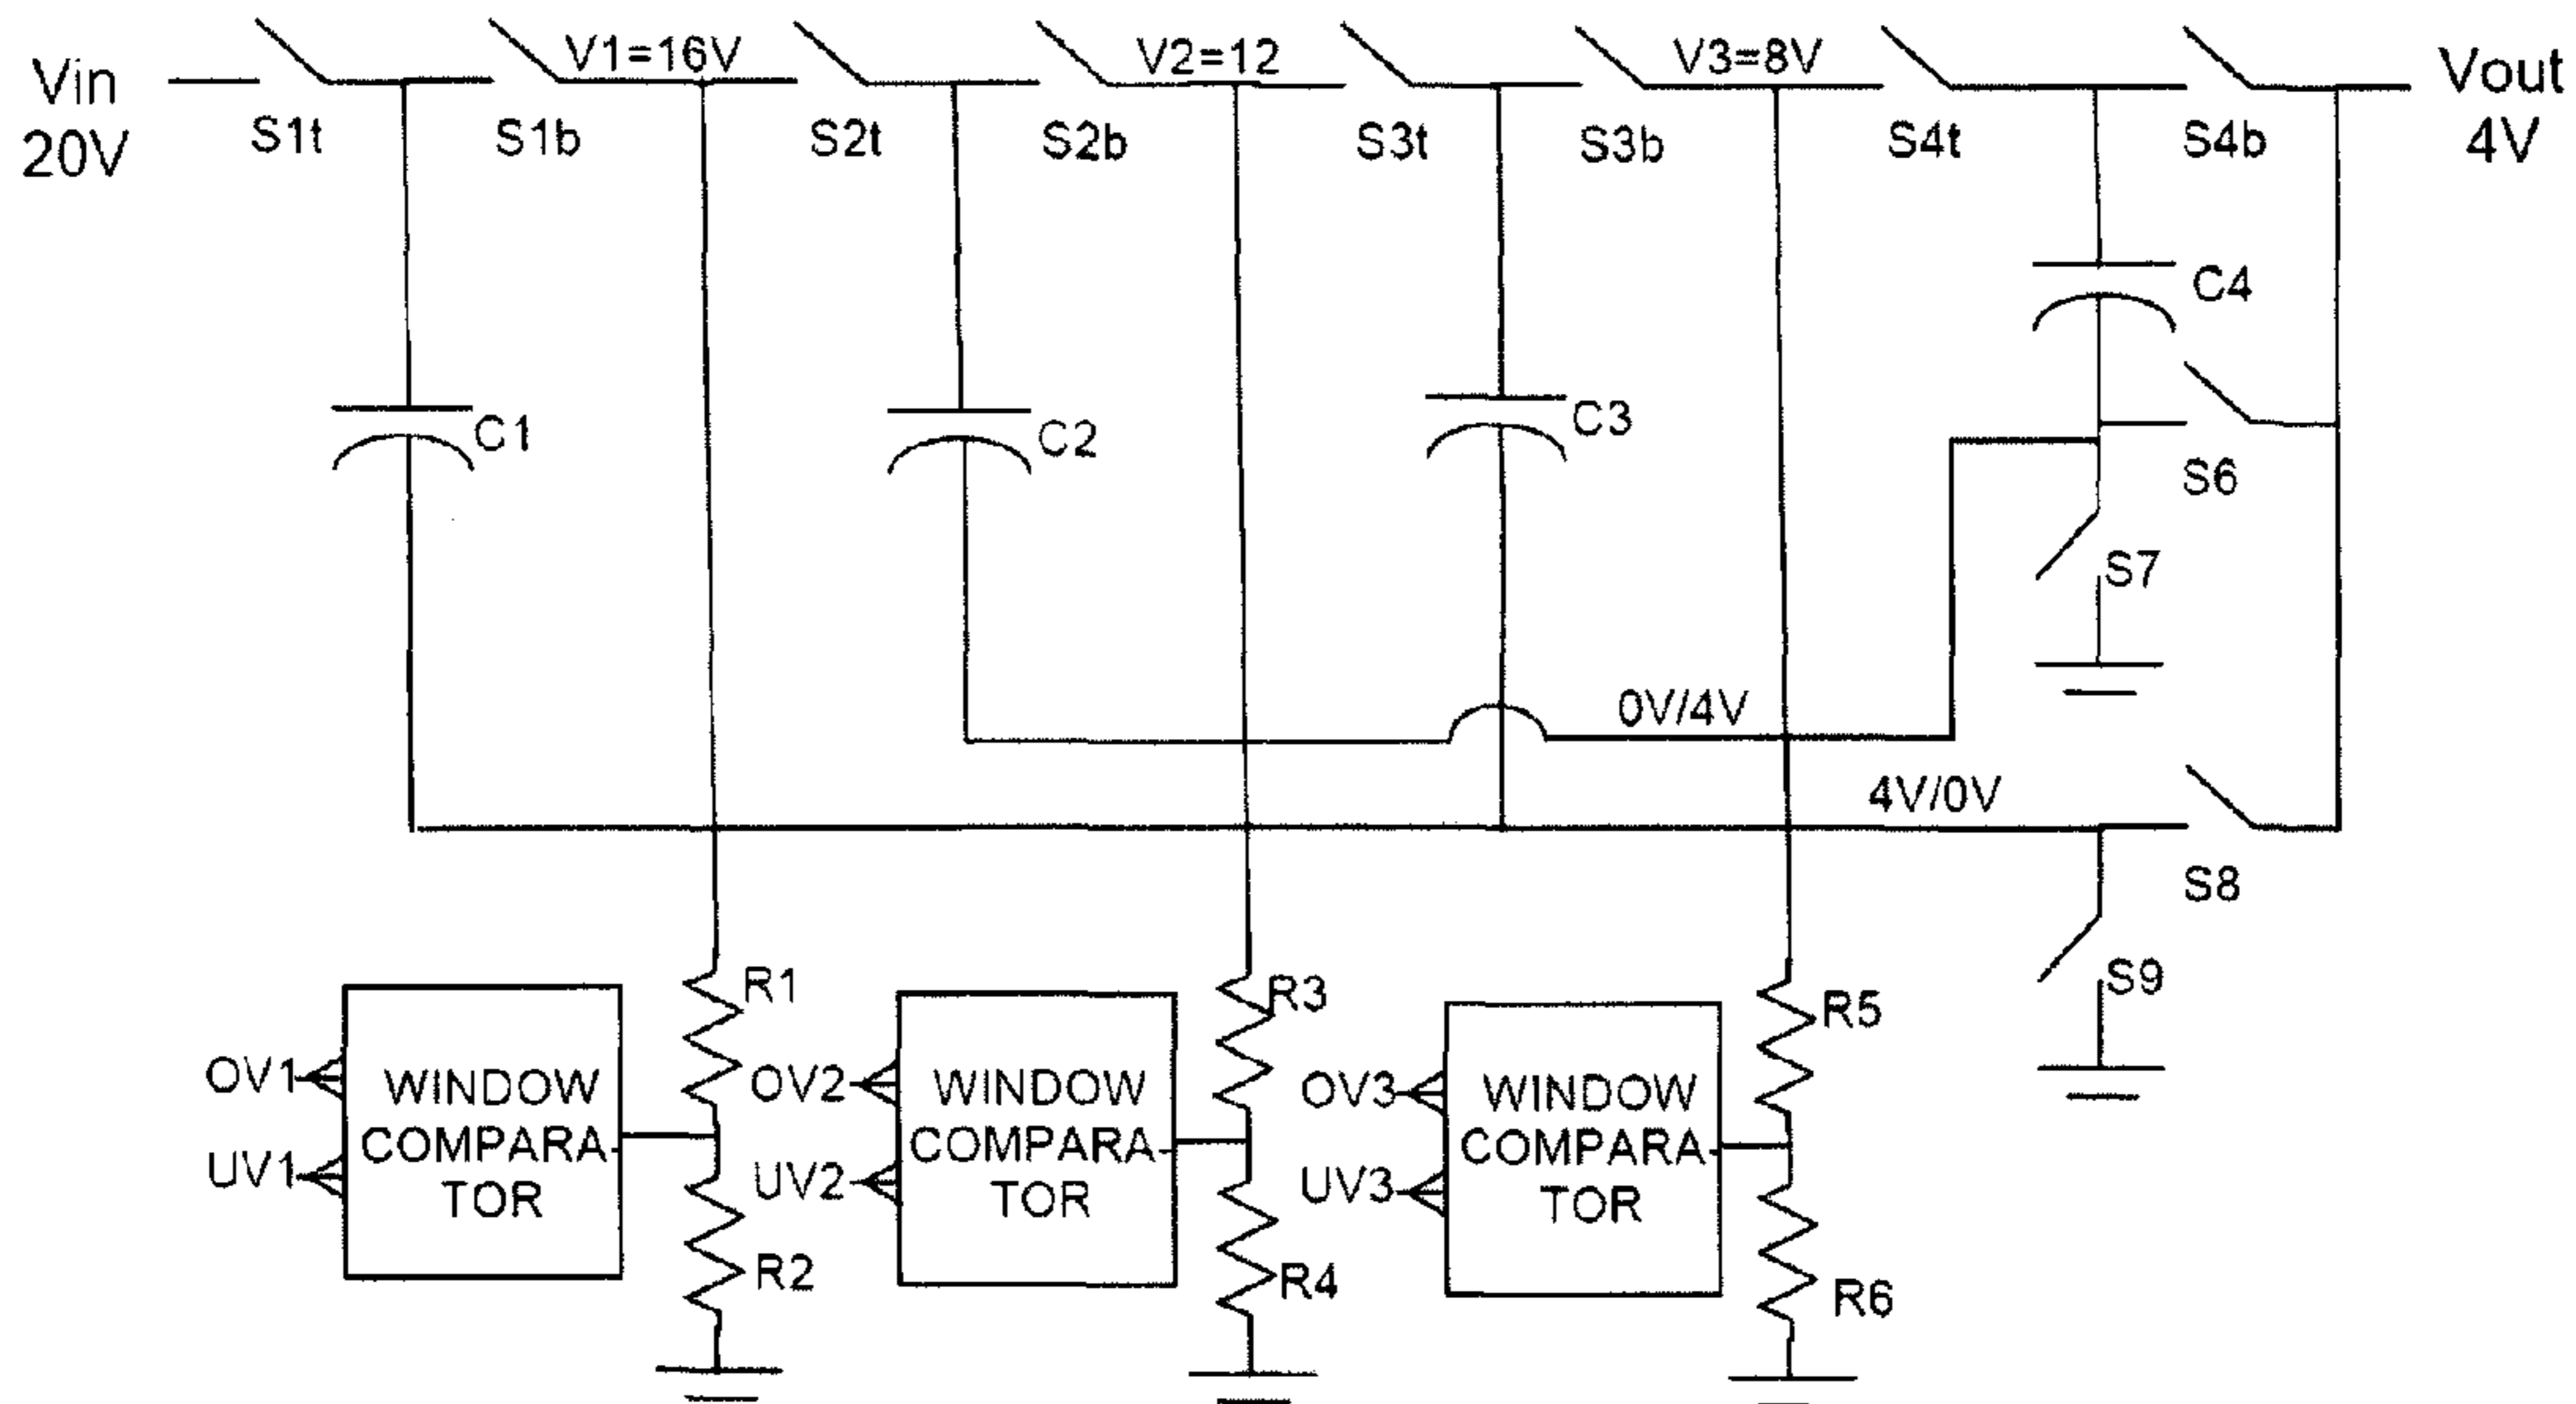 Vin
20V
S1t
S1b
V1=16V
S2t
S2b
V2=12
S3t
S3b
V3=8V
S4t
S4b
Vout
4V
C1
C2
C3
C4
S6
S7
0V/4V
4V/0V
S8
S9
R1
R2
R3
R4
R5
R6
OV1
UV1
WINDOW
COMPARA-
TOR
OV2
UV2
WINDOW
COMPARA-
TOR
OV3
UV3
WINDOW
COMPARA-
TOR